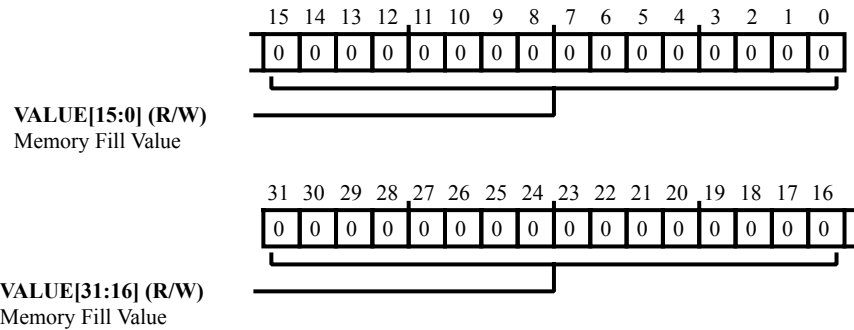 15 14 13 12 11 10 9 8 7 6 5 4 3 2 1 0
0 0 0 0 0 0 0 0 0 0 0 0 0 0 0 0
VALUE[15:0] (R/W)
Memory Fill Value
31 30 29 28 27 26 25 24 23 22 21 20 19 18 17 16
0 0 0 0 0 0 0 0 0 0 0 0 0 0 0 0
VALUE[31:16] (R/W)
Memory Fill Value